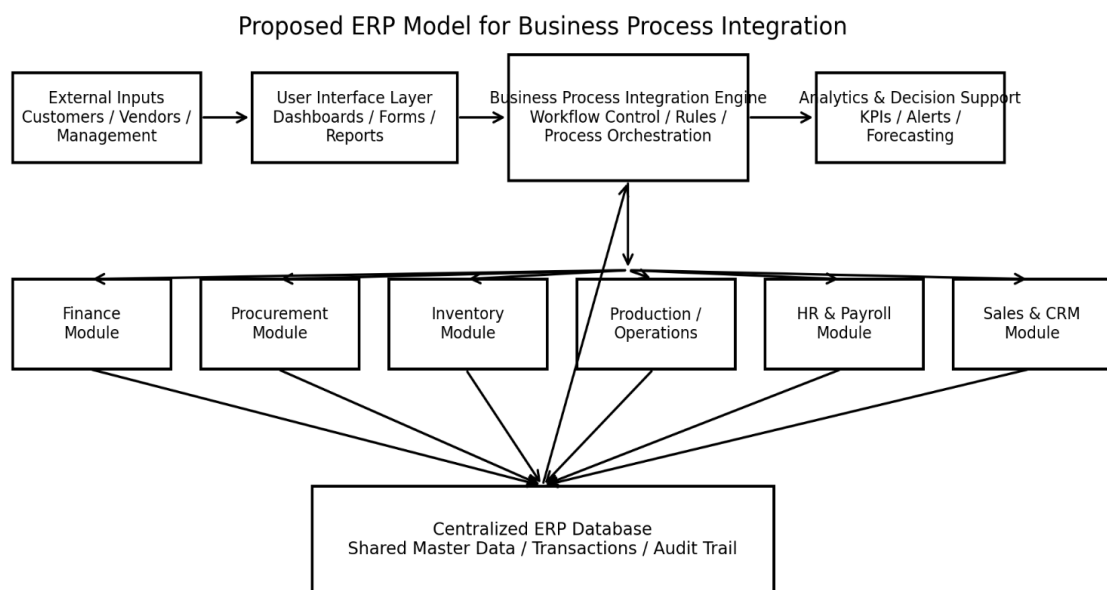 Proposed ERP Model for Business Process Integration
External Inputs
Customers / Vendors /
Management
User Interface Layer
Dashboards / Forms /
Reports
Business Process Integration Engine
Workflow Control / Rules /
Process Orchestration
Analytics & Decision Support
KPIs / Alerts /
Forecasting
Finance
Module
Procurement
Module
Inventory
Module
Production /
Operations
HR & Payroll
Module
Sales & CRM
Module
Centralized ERP Database
Shared Master Data / Transactions / Audit Trail